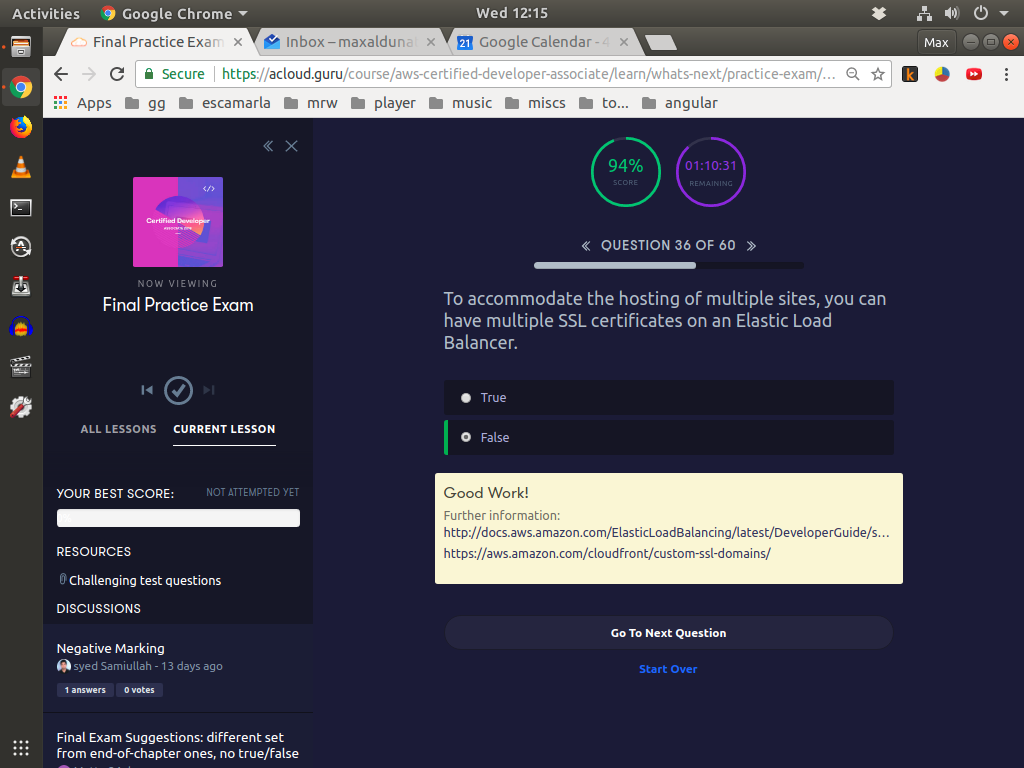 Activities Google Chrome Wed 12:15
Final Practice Exam Inbox – maxalduna Google Calendar - 4 Max
Secure https://acloud.guru/course/aws-certified-developer-associate/learn/whats-next/practice-exam/...
Apps gg escamarla mrw player music miscs to... angular
</>
Certified Developer
NOW VIEWING
Final Practice Exam
ALL LESSONS CURRENT LESSON
YOUR BEST SCORE: NOT ATTEMPTED YET
RESOURCES
Challenging test questions
DISCUSSIONS
Negative Marking
syed Samiullah - 13 days ago
1 answers 0 votes
Final Exam Suggestions: different set
from end-of-chapter ones, no true/false
94%
SCORE
01:10:31
REMAINING
« QUESTION 36 OF 60 »
To accommodate the hosting of multiple sites, you can
have multiple SSL certificates on an Elastic Load
Balancer.
True
False
Good Work!
Further information:
http://docs.aws.amazon.com/ElasticLoadBalancing/latest/DeveloperGuide/s...
https://aws.amazon.com/cloudfront/custom-ssl-domains/
Go To Next Question
Start Over